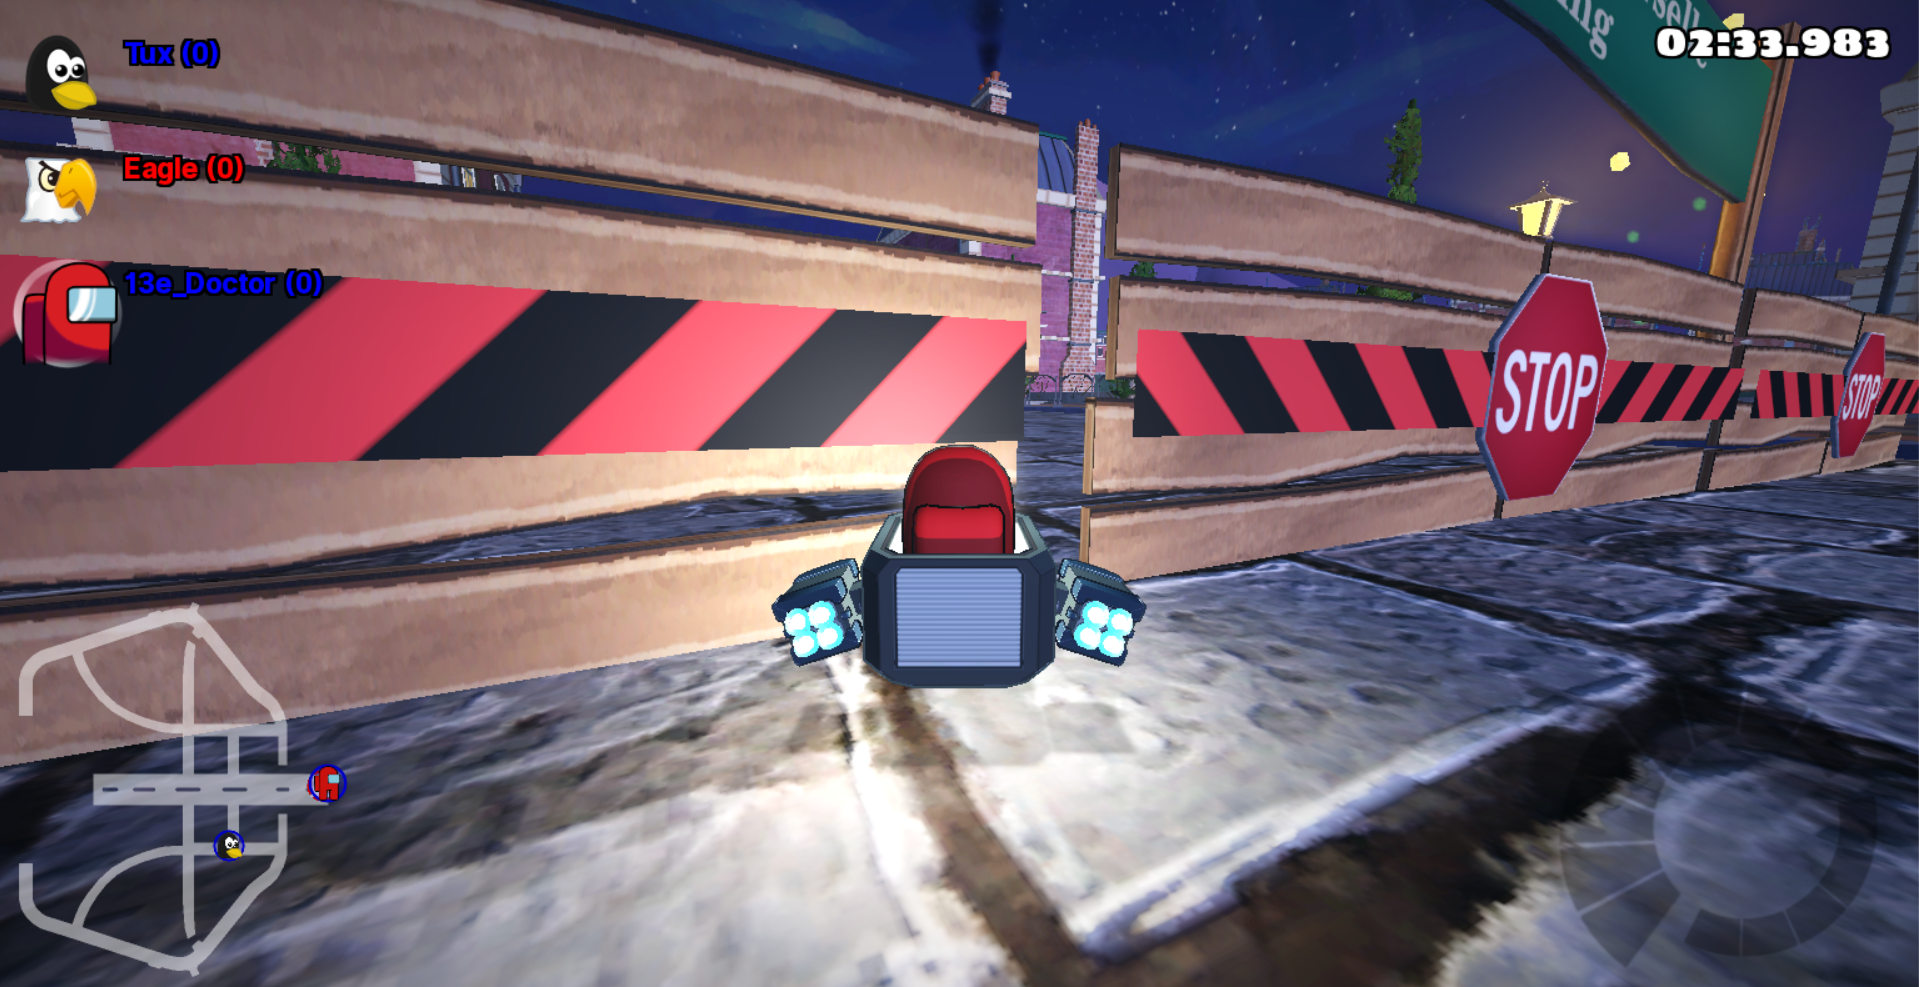 Tux (0)
Eagle (0)
13e_Doctor (0)
02:33.983
STOP
STOP